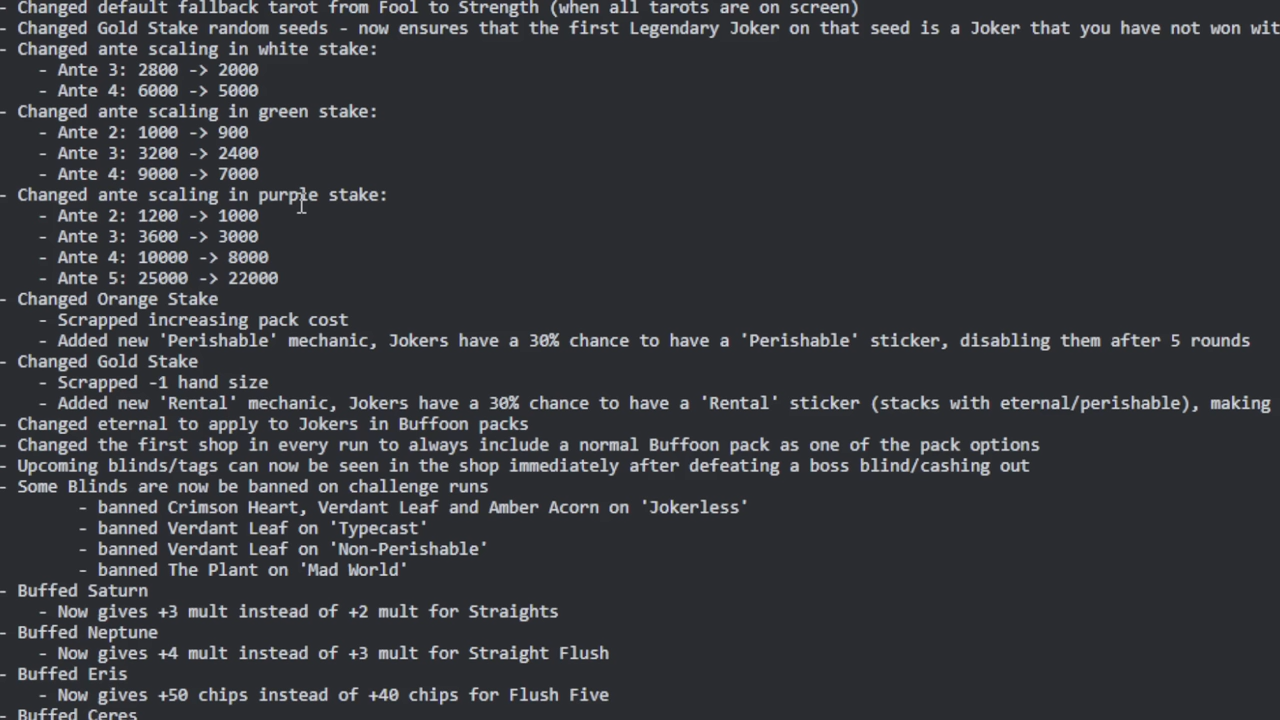 - Changed default fallback tarot from Fool to Strength (when all tarots are on screen)
- Changed Gold Stake random seeds - now ensures that the first Legendary Joker on that seed is a Joker that you have not won wit
- Changed ante scaling in white stake:
- Ante 3: 2800 -> 2000
- Ante 4: 6000 -> 5000
- Changed ante scaling in green stake:
- Ante 2: 1000 -> 900
- Ante 3: 3200 -> 2400
- Ante 4: 9000 -> 7000
- Changed ante scaling in purple stake:
- Ante 2: 1200 -> 1000
- Ante 3: 3600 -> 3000
- Ante 4: 10000 -> 8000
- Ante 5: 25000 -> 22000
- Changed Orange Stake
- Scrapped increasing pack cost
- Added new 'Perishable' mechanic, Jokers have a 30% chance to have a 'Perishable' sticker, disabling them after 5 rounds
- Changed Gold Stake
- Scrapped -1 hand size
- Added new 'Rental' mechanic, Jokers have a 30% chance to have a 'Rental' sticker (stacks with eternal/perishable), making
- Changed eternal to apply to Jokers in Buffoon packs
- Changed the first shop in every run to always include a normal Buffoon pack as one of the pack options
- Upcoming blinds/tags can now be seen in the shop immediately after defeating a boss blind/cashing out
- Some Blinds are now be banned on challenge runs
- banned Crimson Heart, Verdant Leaf and Amber Acorn on 'Jokerless'
- banned Verdant Leaf on 'Typecast'
- banned Verdant Leaf on 'Non-Perishable'
- banned The Plant on 'Mad World'
- Buffed Saturn
- Now gives +3 mult instead of +2 mult for Straights
- Buffed Neptune
- Now gives +4 mult instead of +3 mult for Straight Flush
- Buffed Eris
- Now gives +50 chips instead of +40 chips for Flush Five
- Buffed Ceres